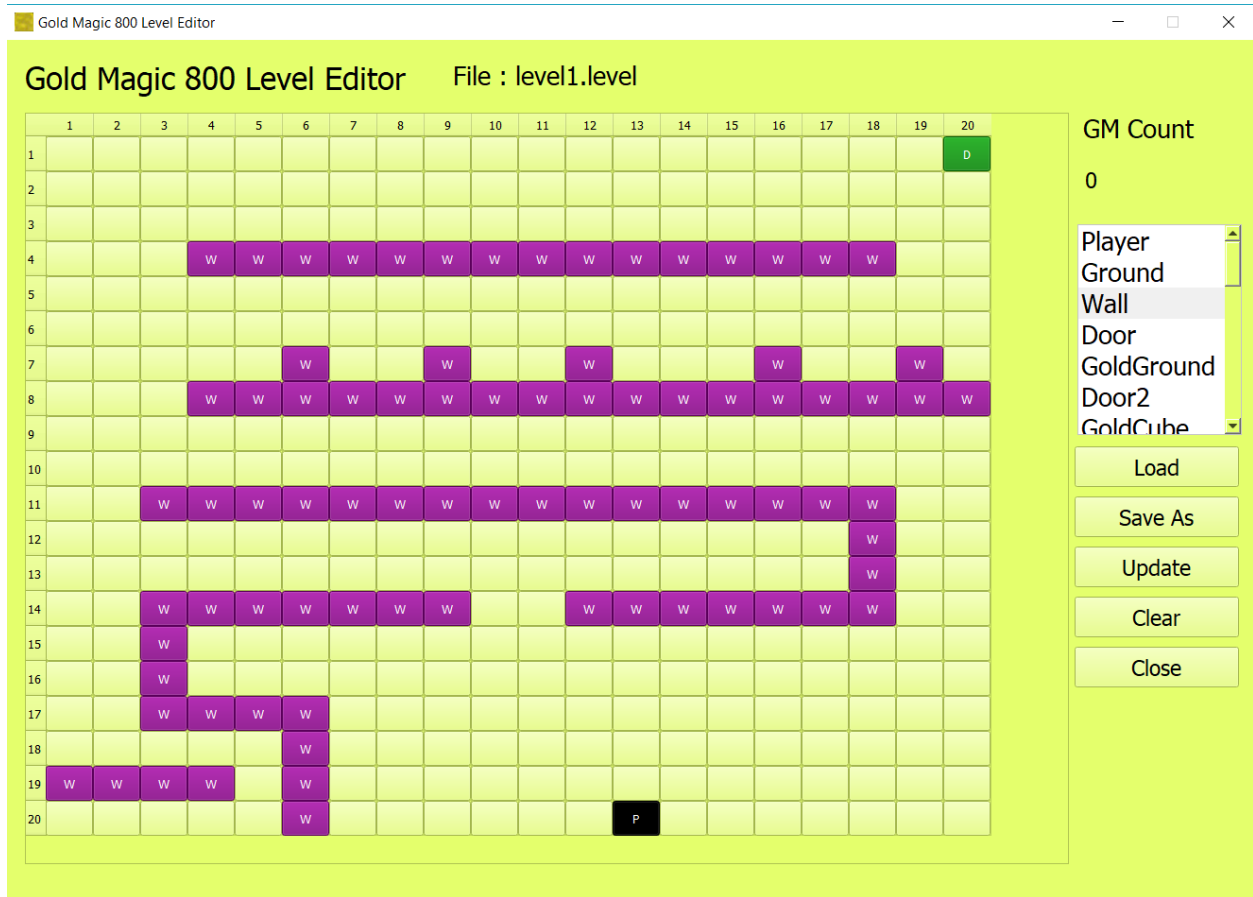 Gold Magic 800 Level Editor
Gold Magic 800 Level Editor File : level1.level
1 2 3 4 5 6 7 8 9 10 11 12 13 14 15 16 17 18 19 20
1 D
2
3
4 W W W W W W W W W W W W W W W
5
6
7 W W W W W
8 W W W W W W W W W W W W W W W W W
9
10
11 W W W W W W W W W W W W W W W W
12 W
13 W
14 W W W W W W W W W W W W W W
15 W
16 W
17 W W W W
18 W
19 W W W W W
20 W P
GM Count
0
Player
Ground
Wall
Door
GoldGround
Door2
GoldCube
Load
Save As
Update
Clear
Close